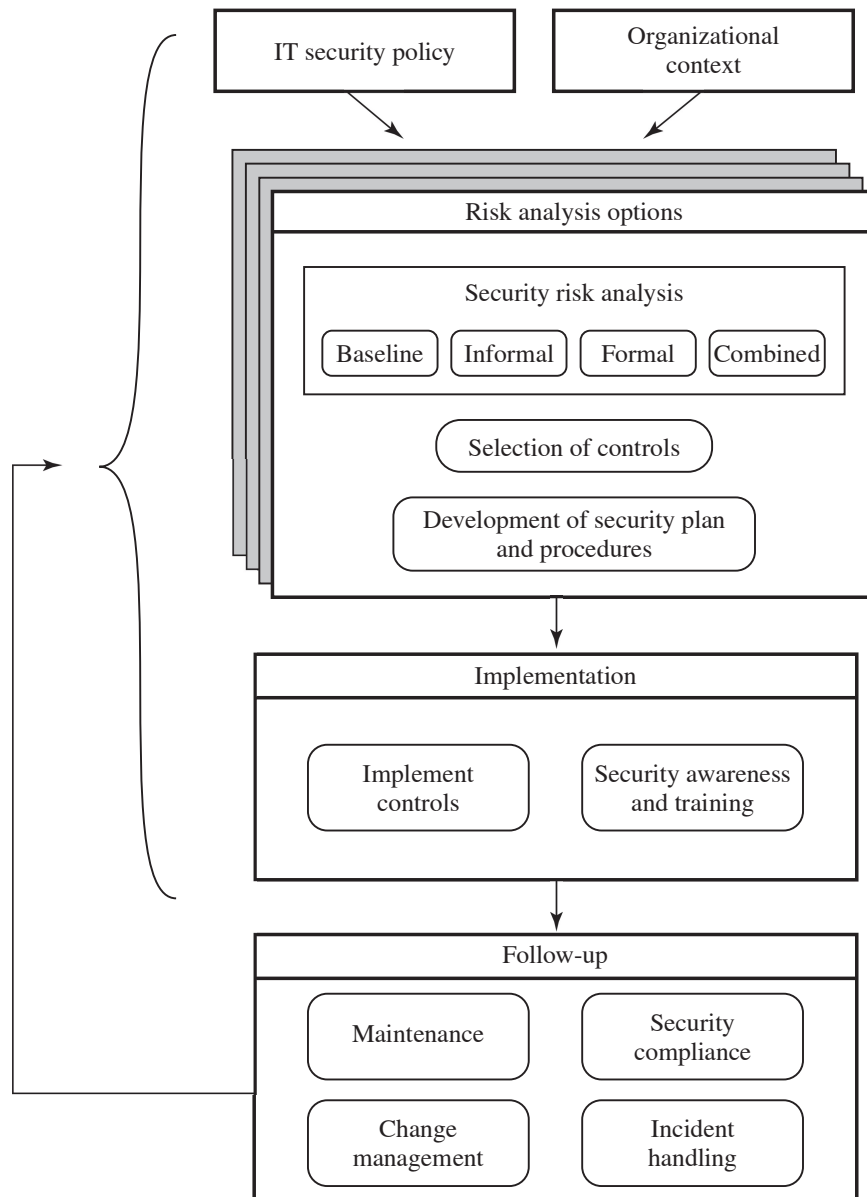 IT security policy
Organizational
context
Risk analysis options
Security risk analysis
Baseline
Informal
Formal
Combined
Selection of controls
Development of security plan
and procedures
Implementation
Implement
controls
Security awareness
and training
Follow-up
Maintenance
Security
compliance
Change
management
Incident
handling